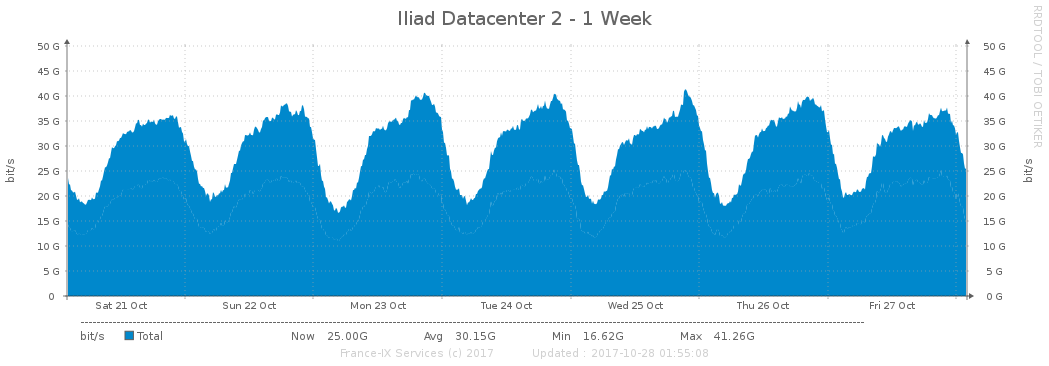 Iliad Datacenter 2 - 1 Week
RRDTOOL / TOBI OETIKER
bit/s
50 G 50 G
45 G 45 G
40 G 40 G
35 G 35 G
30 G 30 G
25 G 25 G
20 G 20 G
15 G 15 G
10 G 10 G
5 G 5 G
0 0 G
bit/s
Sat 21 Oct Sun 22 Oct Mon 23 Oct Tue 24 Oct Wed 25 Oct Thu 26 Oct Fri 27 Oct
bit/s Total Now 25.00G Avg 30.15G Min 16.62G Max 41.26G
France-IX Services (c) 2017 Updated : 2017-10-28 01:55:08